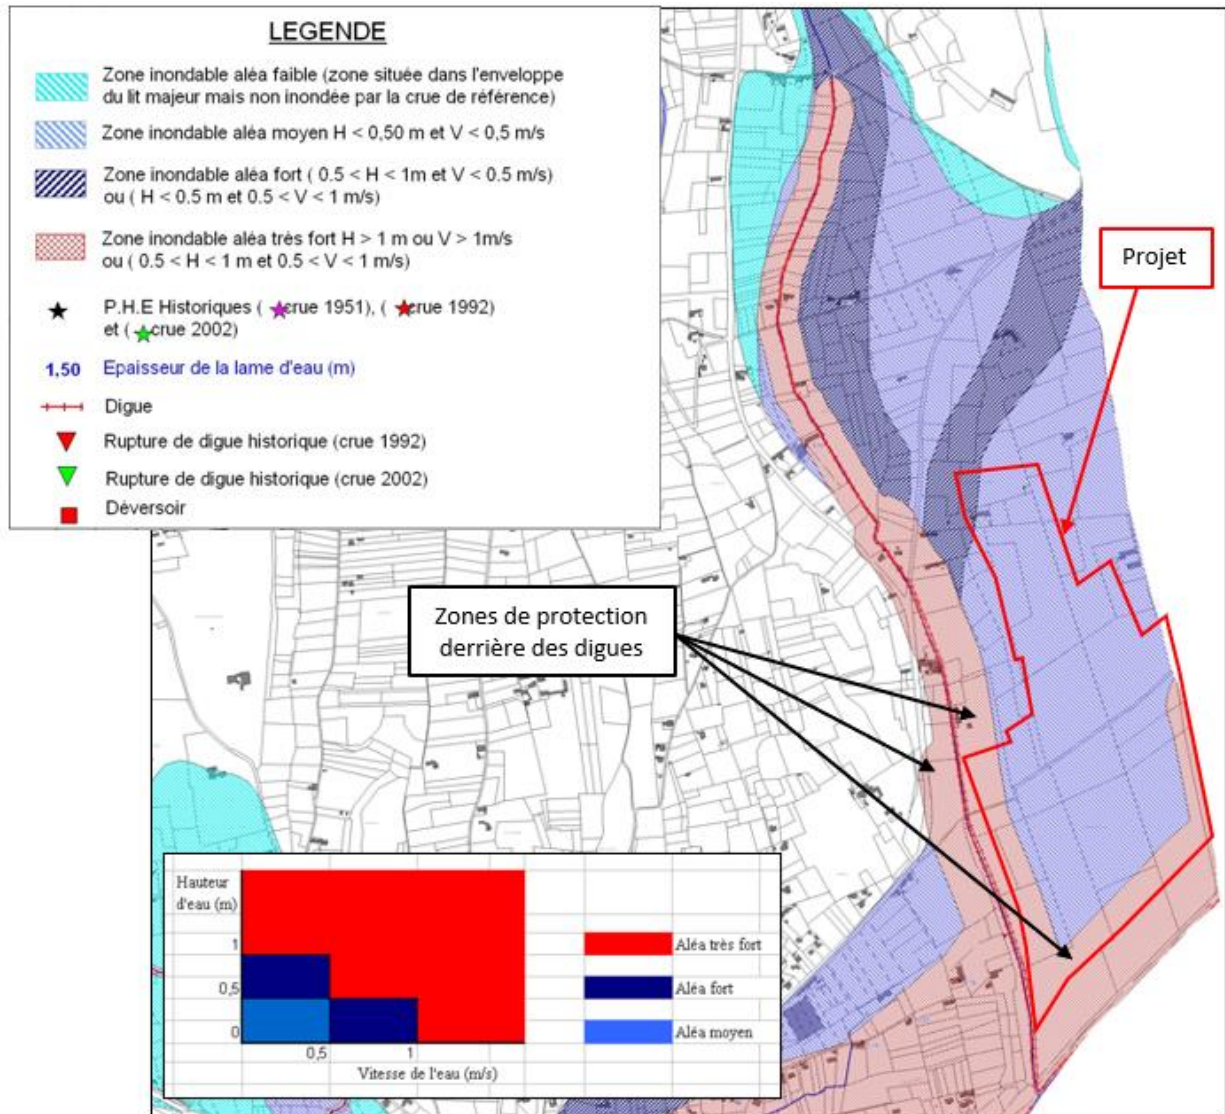 LEGENDE
Zone inondable aléa faible (zone située dans l'enveloppe
du lit majeur mais non inondée par la crue de référence)
Zone inondable aléa moyen H < 0,50 m et V < 0,5 m/s
Zone inondable aléa fort ( 0.5 < H < 1m et V < 0.5 m/s)
ou ( H < 0.5 m et 0.5 < V < 1 m/s)
Zone inondable aléa très fort H > 1 m ou V > 1m/s
ou ( 0.5 < H < 1 m et 0.5 < V < 1 m/s)
P.H.E Historiques ( crue 1951), ( crue 1992)
et ( crue 2002)
1,50 Epaisseur de la lame d'eau (m)
Digue
Rupture de digue historique (crue 1992)
Rupture de digue historique (crue 2002)
Déversoir
Projet
Zones de protection
derrière des digues
Hauteur
d'eau (m)
1
0,5
0
0,5 1
Vitesse de l'eau (m/s)
Aléa très fort
Aléa fort
Aléa moyen